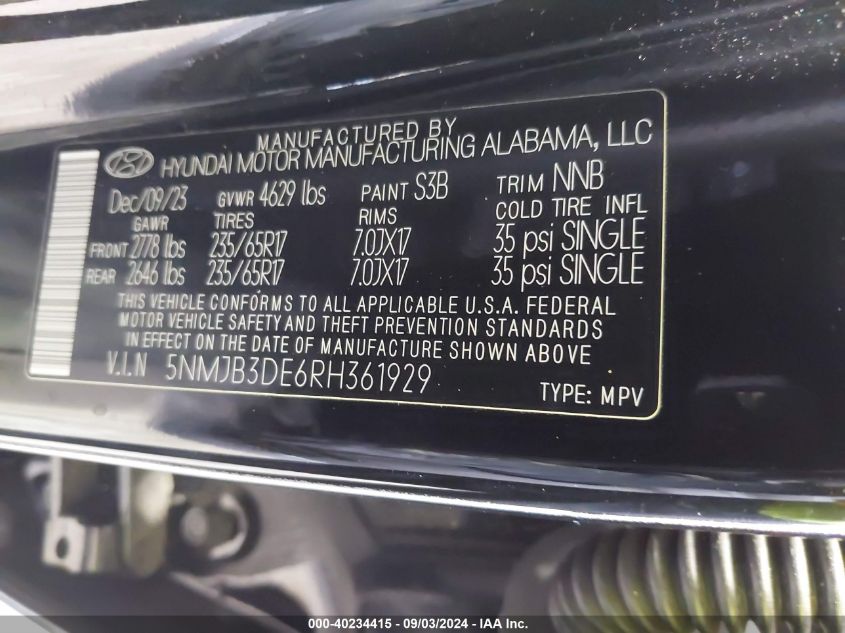 MANUFACTURED BY
HYUNDAI MOTOR MANUFACTURING ALABAMA, LLC
Dec/09/23 GVWR 4629 lbs PAINT S3B TRIM NNB
GAWR TIRES RIMS COLD TIRE INFL
FRONT 2778 lbs 235/65R17 7.0JX17 35 psi SINGLE
REAR 2646 lbs 235/65R17 7.0JX17 35 psi SINGLE
THIS VEHICLE CONFORMS TO ALL APPLICABLE U.S.A. FEDERAL
MOTOR VEHICLE SAFETY AND THEFT PREVENTION STANDARDS
IN EFFECT ON THE DATE OF MANUFACTURE SHOWN ABOVE
V.I.N 5NMJB3DE6RH361929
TYPE: MPV
000-40234415 - 09/03/2024 - IAA Inc.